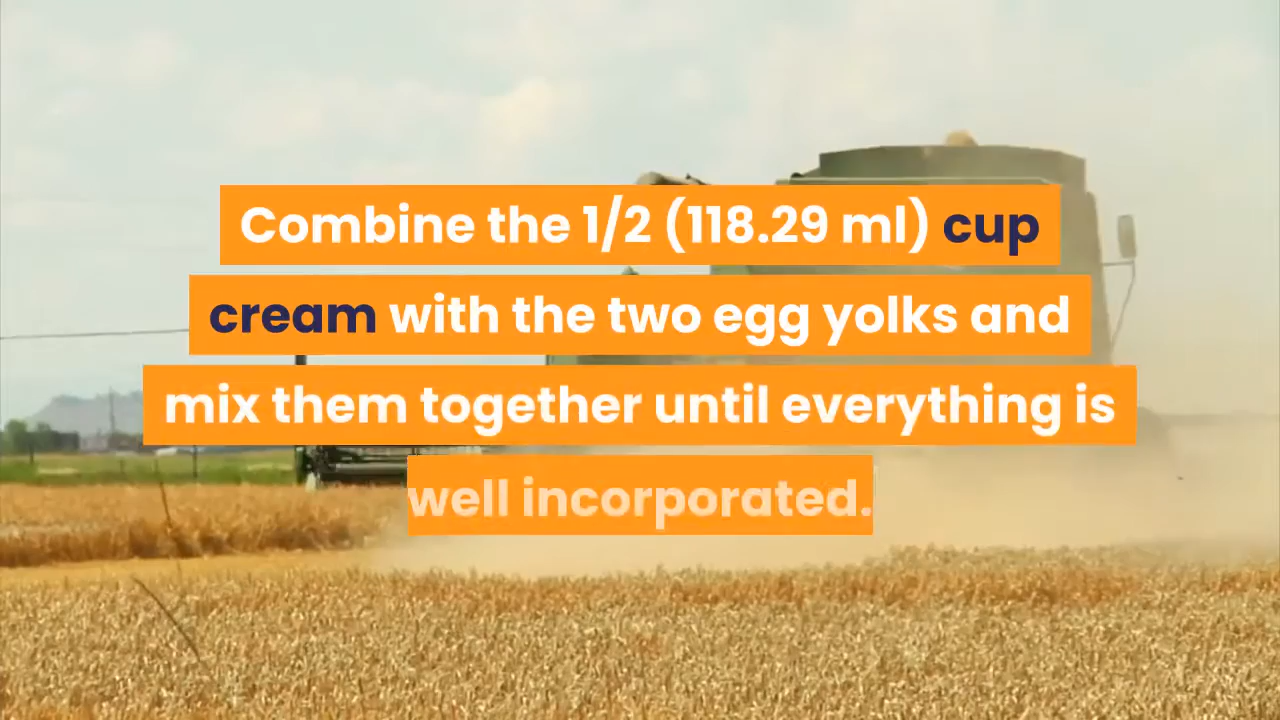 Combine the 1/2 (118.29 ml) cup
cream with the two egg yolks and
mix them together until everything is
well incorporated.